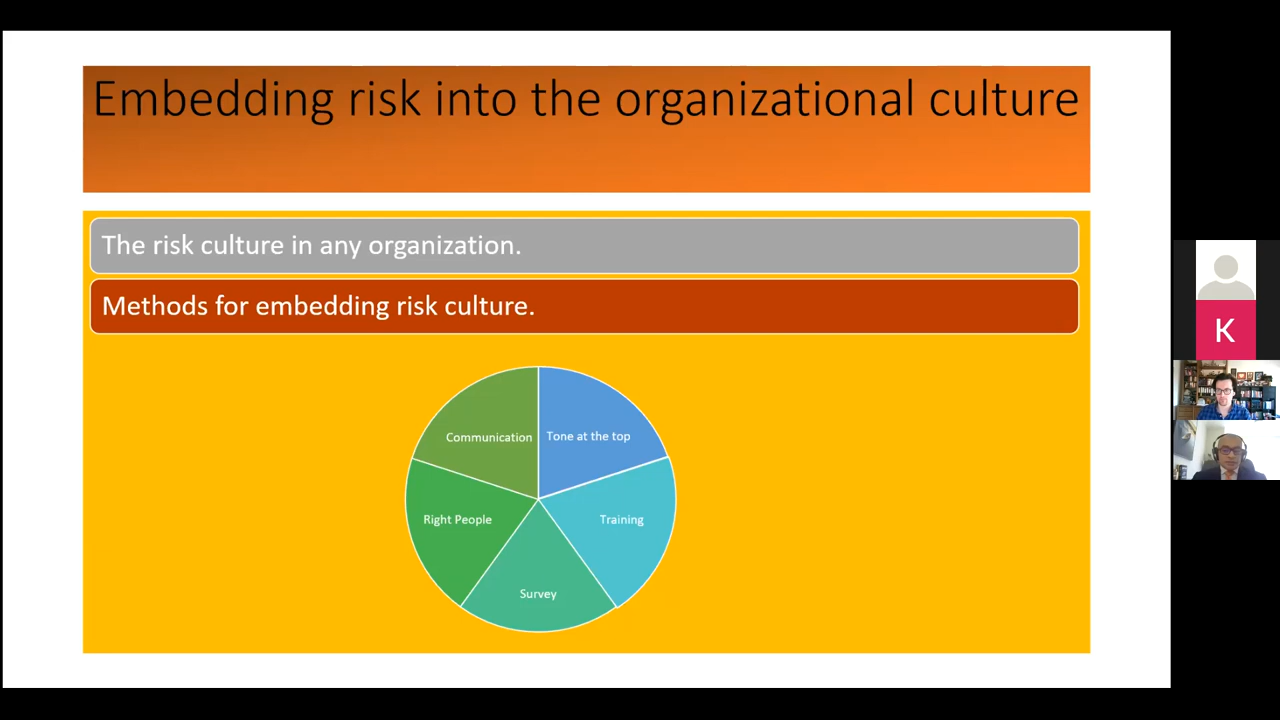 Embedding risk into the organizational culture
The risk culture in any organization.
Methods for embedding risk culture.
Communication
Tone at the top
Right People
Training
Survey
K